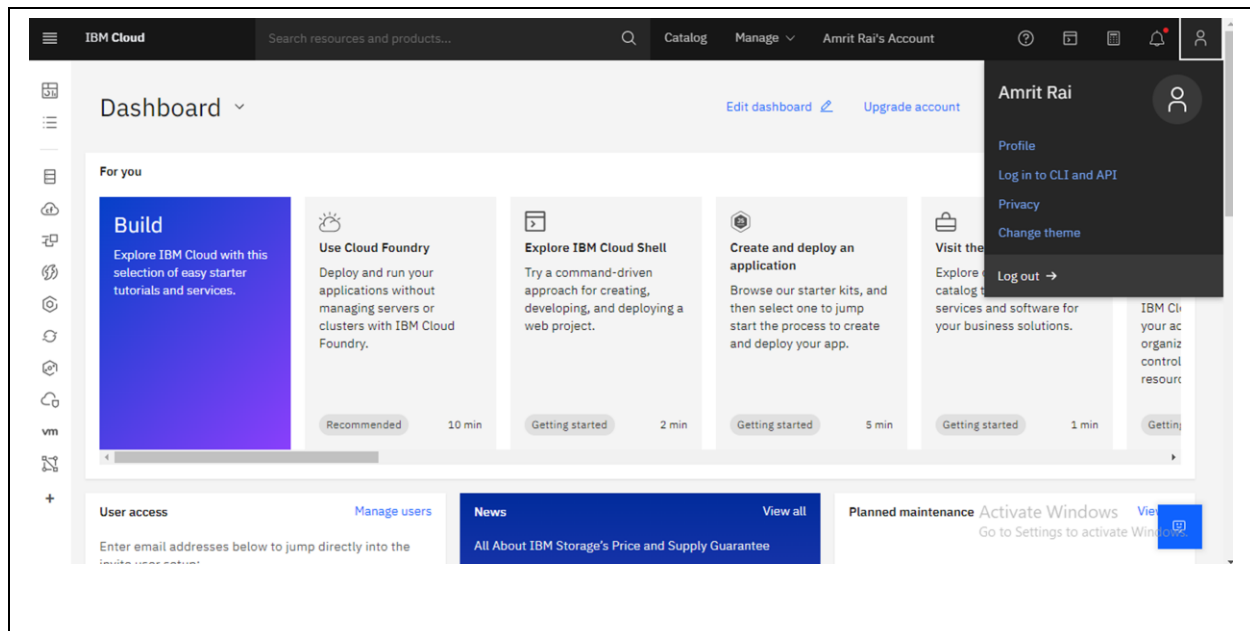 IBM Cloud
Search resources and products...
Catalog
Manage
Amrit Rai's Account
Amrit Rai
Profile
Log in to CLI and API
Privacy
Change theme
Log out →
Dashboard
Edit dashboard
Upgrade account
For you
Build
Explore IBM Cloud with this
selection of easy starter
tutorials and services.
Use Cloud Foundry
Deploy and run your
applications without
managing servers or
clusters with IBM Cloud
Foundry.
Recommended
10 min
Explore IBM Cloud Shell
Try a command-driven
approach for creating,
developing, and deploying a
web project.
Getting started
2 min
JS
Create and deploy an
application
Browse our starter kits, and
then select one to jump
start the process to create
and deploy your app.
Getting started
5 min
Visit the
Explore
catalog
services and software for
your business solutions.
Getting started
1 min
IBM
your
vm
+
User access
Manage users
Enter email addresses below to jump directly into the
invite user setup:
News
View all
All About IBM Storage's Price and Supply Guarantee
Planned maintenance
Activate Windows
Go to Settings to activate Windows.